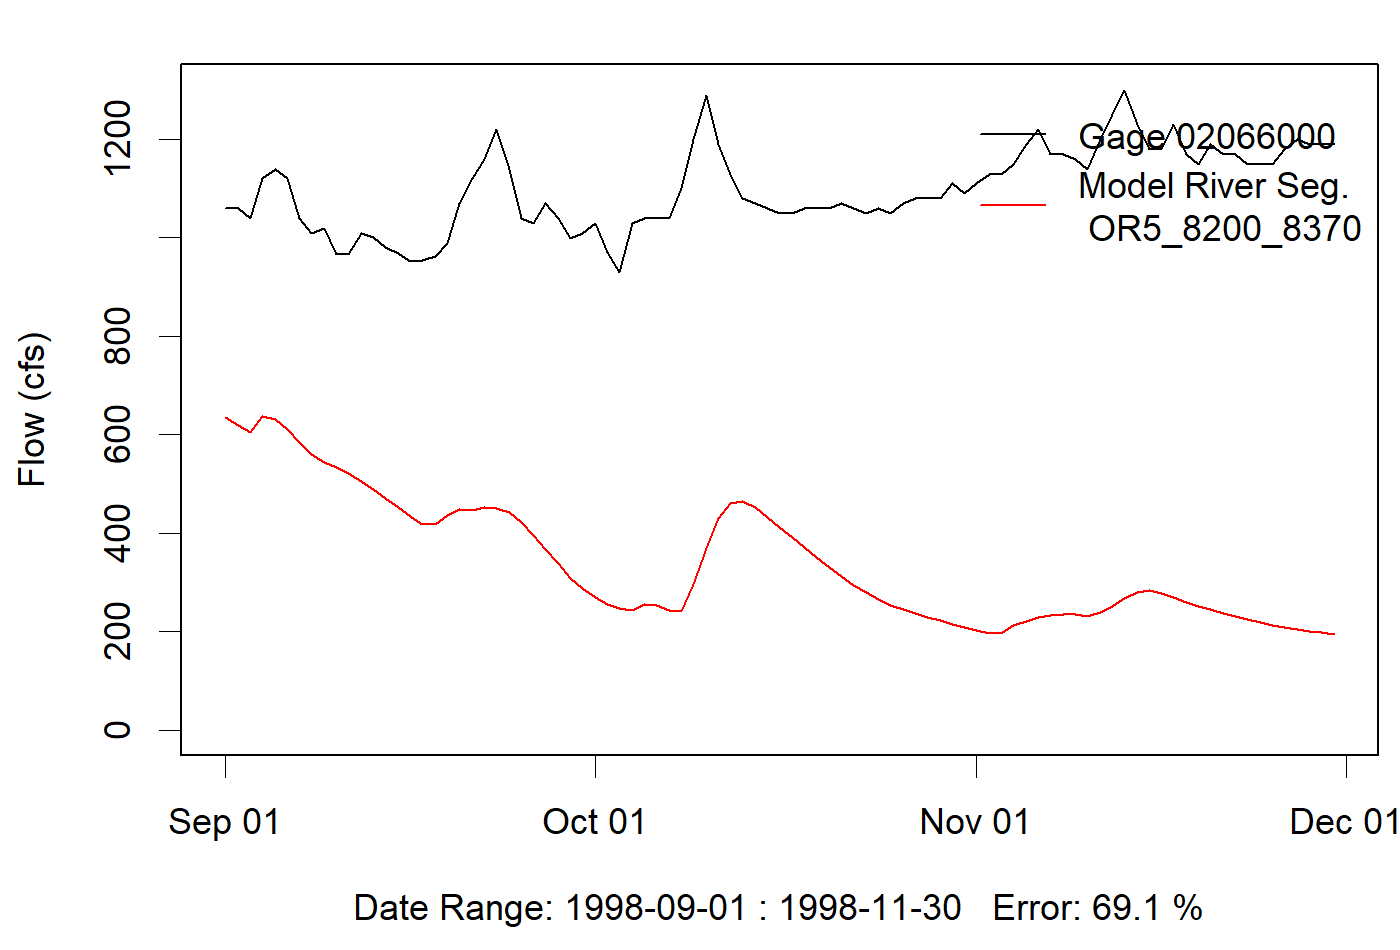 Flow (cfs)
1200
800
600
400
200
0
Gage 02066000
Model River Seg.
OR5_8200_8370
Sep 01
Oct 01
Nov 01
Dec 01
Date Range: 1998-09-01 : 1998-11-30   Error: 69.1 %